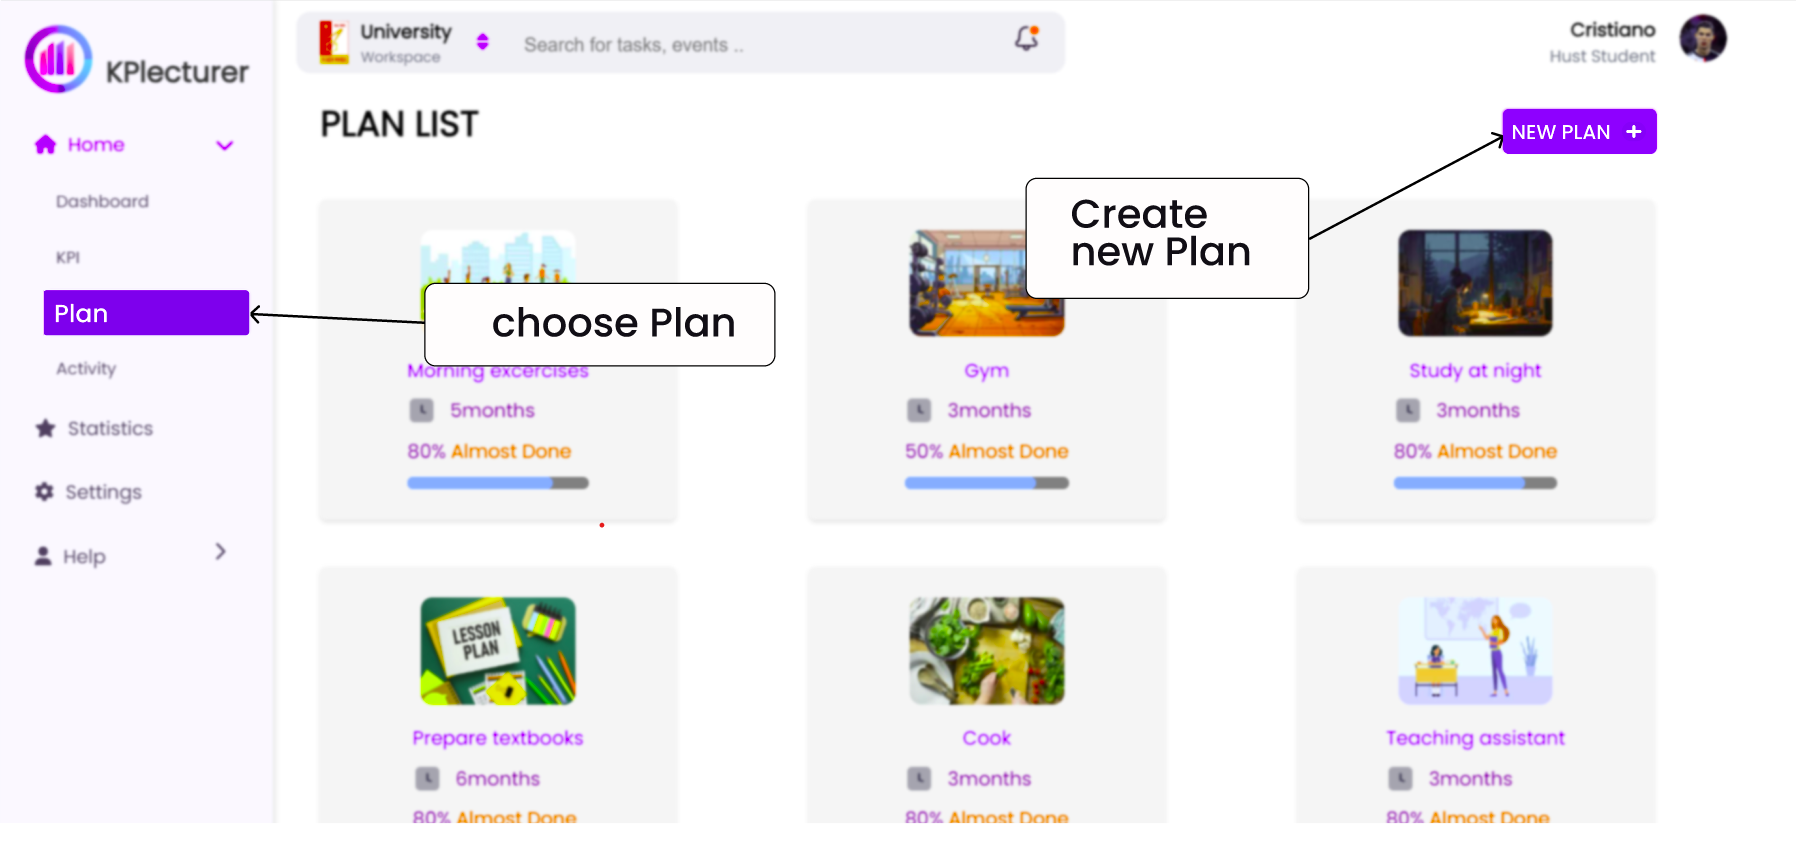 KPlecturer
Home
Dashboard
KPI
Plan
Activity
Statistics
Settings
Help
University
Workspace
Search for tasks, events ..
Cristiano
Hust Student
PLAN LIST
NEW PLAN +
Create
new Plan
choose Plan
Morning excercises
5months
80% Almost Done
Gym
3months
50% Almost Done
Study at night
3months
80% Almost Done
LESSON
PLAN
Prepare textbooks
6months
80% Almost Done
Cook
3months
80% Almost Done
Teaching assistant
3months
80% Almost Done